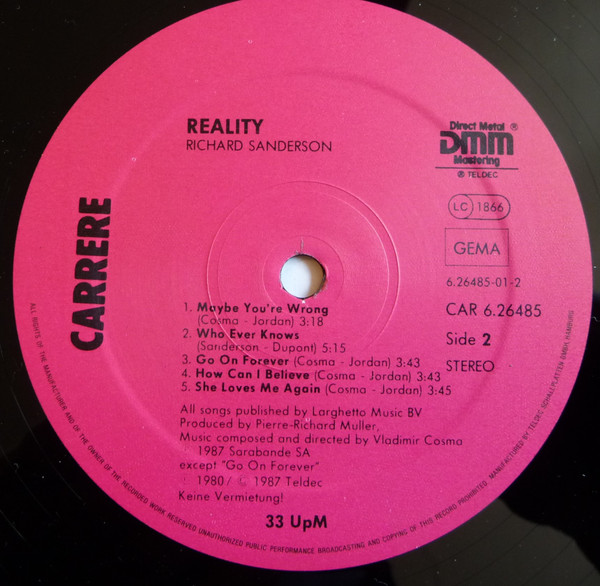 REALITY
RICHARD SANDERSON
Direct Metal ®
DMM
Mastering
℗ TELDEC
LC 1866
GEMA
6.26485-01-2
CAR 6.26485
Side 2
STEREO
CARRERE
1. Maybe You're Wrong
(Cosma - Jordan) 3:18
2. Who Ever Knows
(Sanderson - Dupont) 5:15
3. Go On Forever (Cosma - Jordan) 3:43
4. How Can I Believe (Cosma - Jordan) 3:43
5. She Loves Me Again (Cosma - Jordan) 3:45
All songs published by Larghetto Music BV
Produced by Pierre-Richard Muller,
Music composed and directed by Vladimir Cosma
1987 Sarabande SA
except "Go On Forever"
1980/ © 1987 Teldec
Keine Vermietung!
33 UpM
ALL RIGHTS OF THE MANUFACTURER AND OF THE OWNER OF THE RECORDED WORK RESERVED UNAUTHORIZED PUBLIC PERFORMANCE BROADCASTING AND COPYING OF THIS RECORD PROHIBITED. MANUFACTURED BY TELDEC SCHALLPLATTEN GMBH, HAMBURG